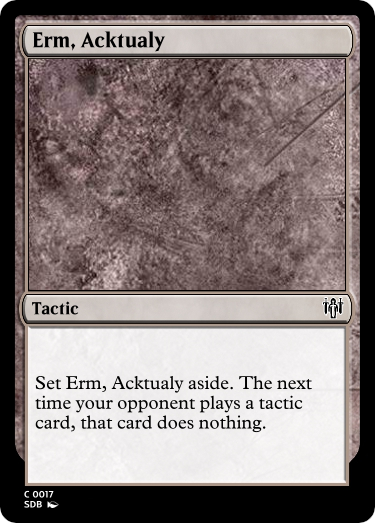 Erm, Acktualy
Tactic
Set Erm, Acktualy aside. The next
time your opponent plays a tactic
card, that card does nothing.
C 0017
SDB